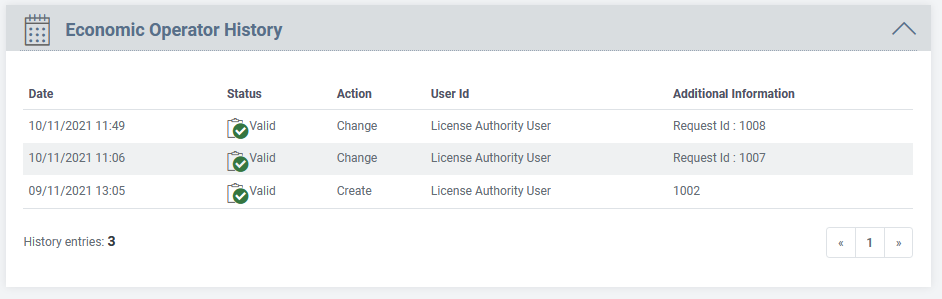 Economic Operator History
Date Status Action User Id Additional Information
10/11/2021 11:49 Valid Change License Authority User Request Id : 1008
10/11/2021 11:06 Valid Change License Authority User Request Id : 1007
09/11/2021 13:05 Valid Create License Authority User 1002
History entries: 3 « 1 »